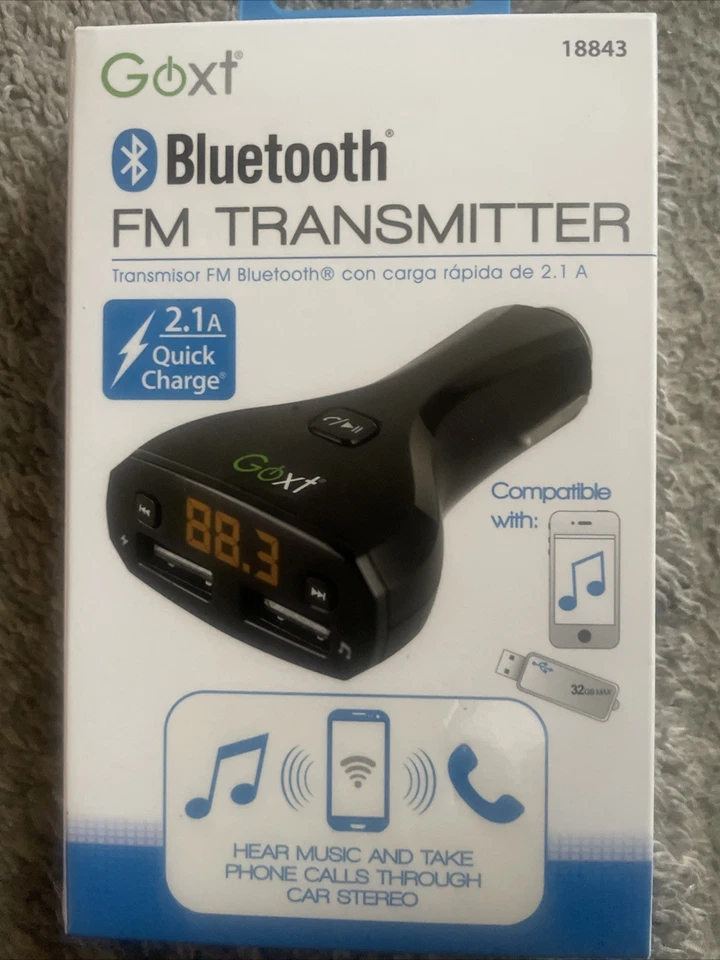 Goxt®
18843
Bluetooth®
FM TRANSMITTER
Transmisor FM Bluetooth® con carga rápida de 2.1 A
2.1A
Quick
Charge®
Goxt®
88.3
Compatible
with:
32GB MAX
HEAR MUSIC AND TAKE
PHONE CALLS THROUGH
CAR STEREO